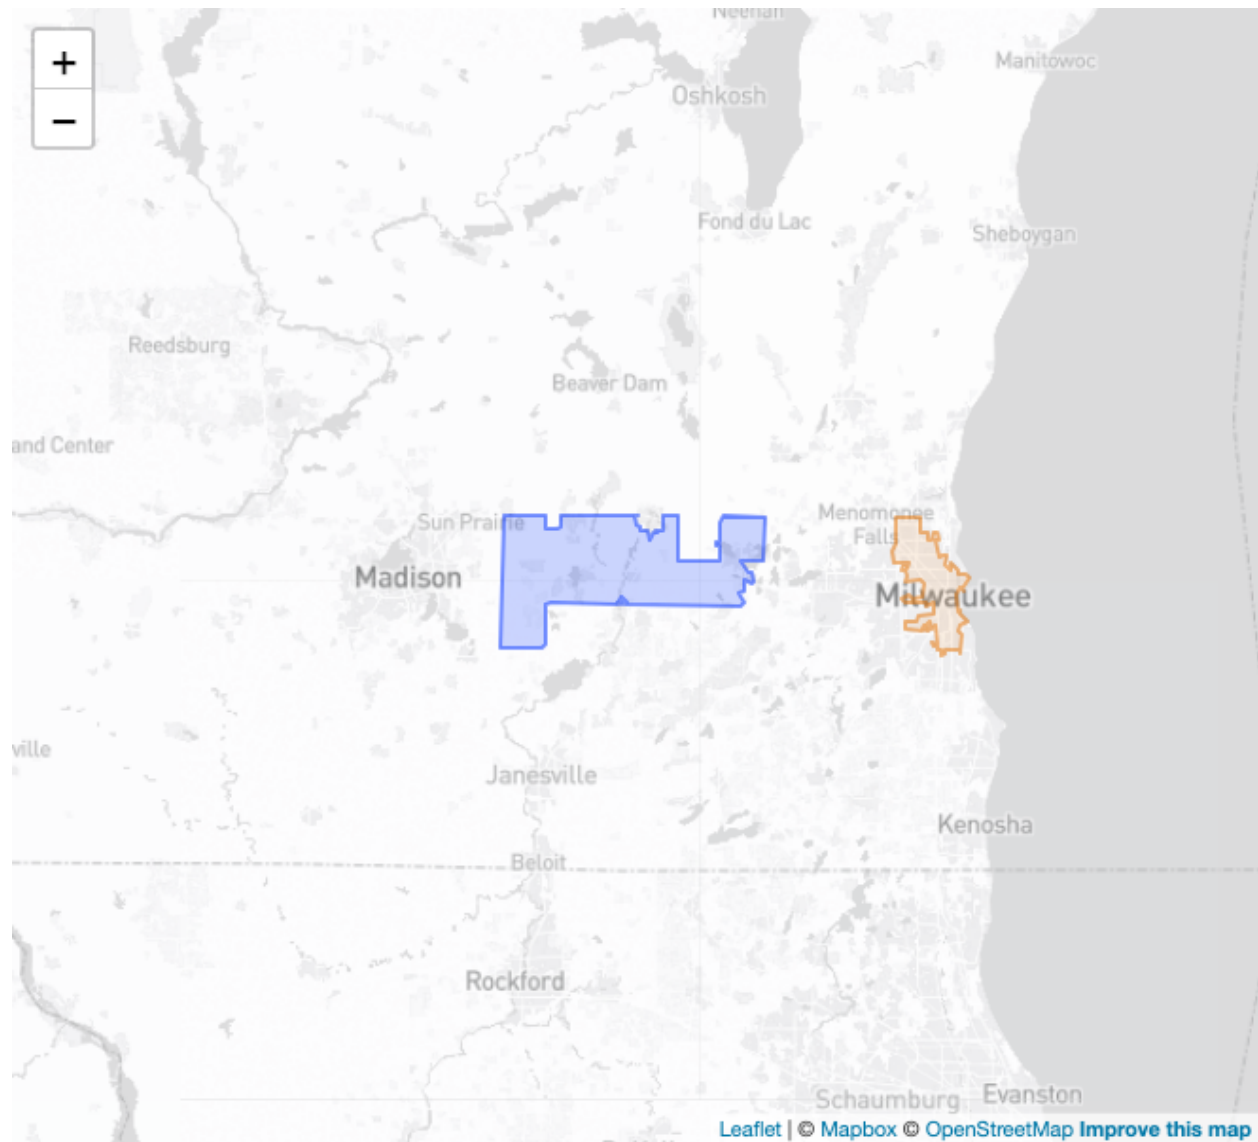 +
−
Neenah
Manitowoc
Oshkosh
Fond du Lac
Sheboygan
Reedsburg
Beaver Dam
and Center
Sun Prairie
Menomonee
Falls
Madison
Milwaukee
ville
Janesville
Kenosha
Beloit
Rockford
Schaumburg
Evanston
Leaflet | © Mapbox © OpenStreetMap Improve this map